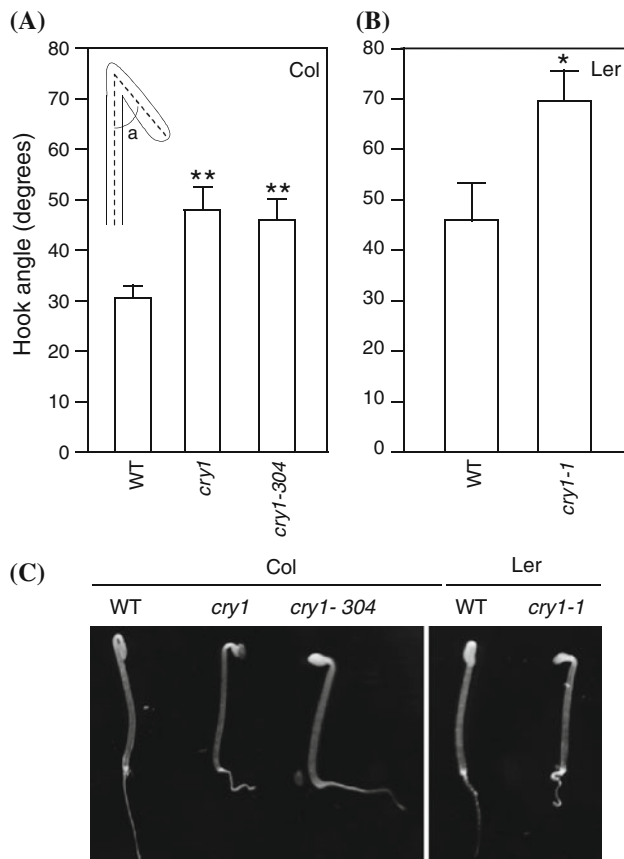 (A)
Hook angle (degrees)
80
70
60
50
40
30
20
10
0
Col
a
**
**
WT
cry1
cry1-304
(B)
80
70
60
50
40
30
20
10
0
Ler
*
WT
cry1-1
(C)
Col
Ler
WT
cry1
cry1- 304
WT
cry1-1